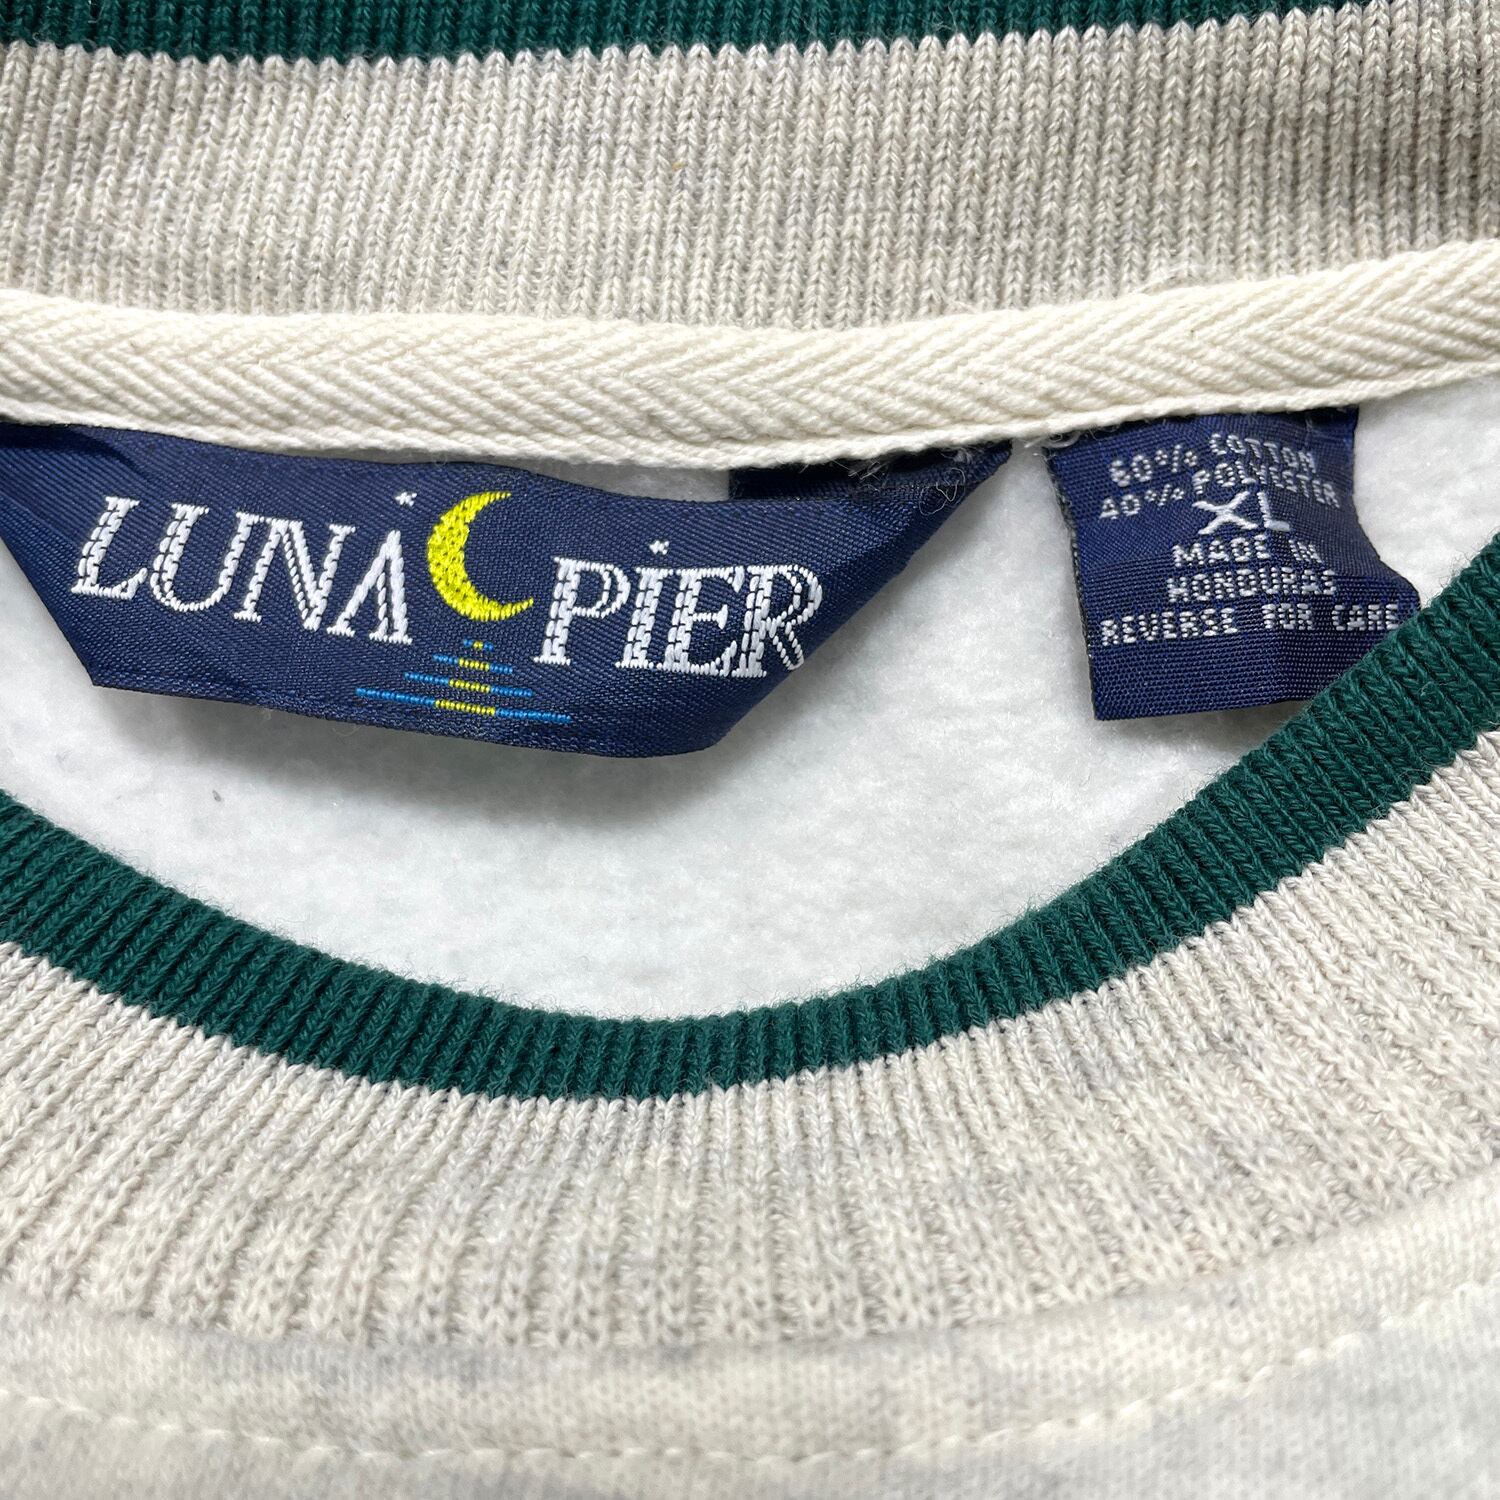 LUNA PIER
60% COTTON
40% POLYESTER
XL
MADE IN
HONDURAS
REVERSE FOR CARE